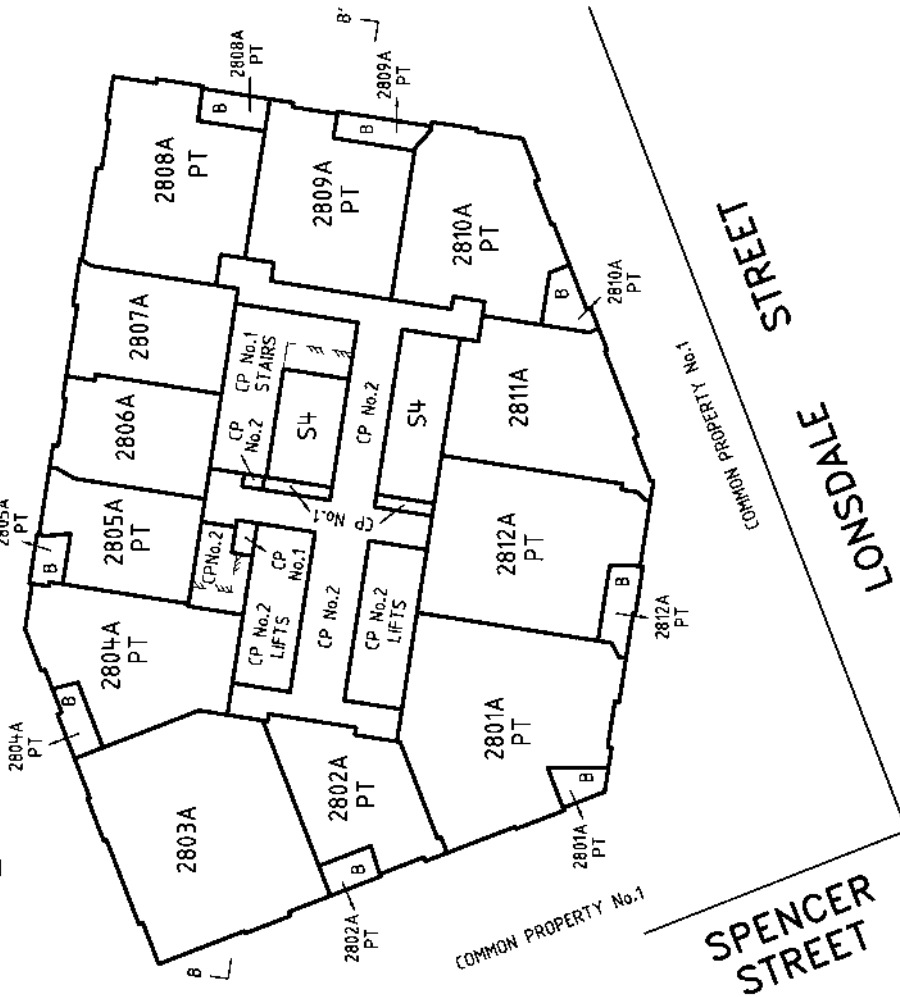 B'
2808A
PT
2809A
PT
B
B
2808A
PT
2809A
PT
2810A
PT
B
2810A
PT
2807A
2806A
2805A
PT
B
2805A
PT
2804A
PT
B
2804A
PT
2803A
2802A
PT
B
2802A
PT
2801A
PT
B
2801A
PT
2812A
PT
B
2812A
PT
2811A
CP No.1
STAIRS
CP
No.2
S4
CP No.2
S4
CP No.1
CPNo.2
CP
No.1
CP No.2
LIFTS
CP No.2
CP No.2
LIFTS
B
COMMON PROPERTY No.1
COMMON PROPERTY No.1
LONSDALE STREET
SPENCER
STREET